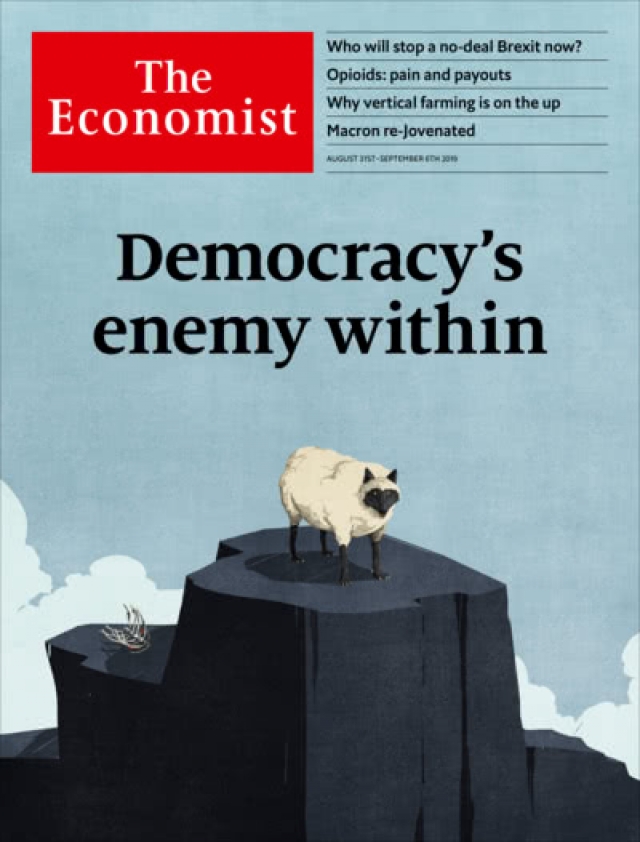 The
Economist
Who will stop a no-deal Brexit now?
Opioids: pain and payouts
Why vertical farming is on the up
Macron re-Jovenated
AUGUST 31ST–SEPTEMBER 6TH 2019
Democracy's
enemy within